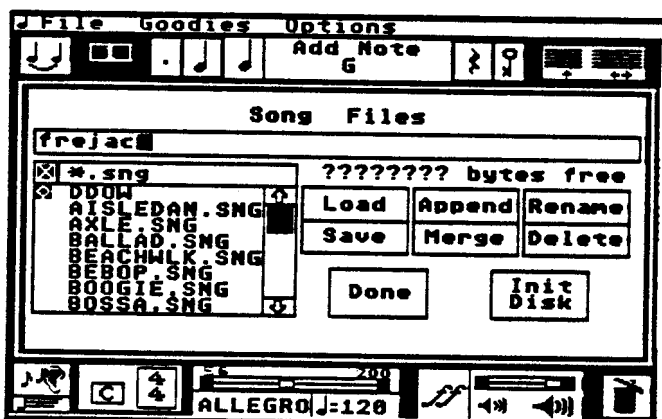 File Goodies Options
Add Note
G
Song Files
frejac
*.sng
???????? bytes free
DDOW
AISLEDAN.SNG
AXLE.SNG
BALLAD.SNG
BEACHWLK.SNG
BEBOP.SNG
BOOGIE.SNG
BOSSA.SNG
Load Append Rename
Save Merge Delete
Done
Init
Disk
C
4
4
200
ALLEGRO ♩=120
ff